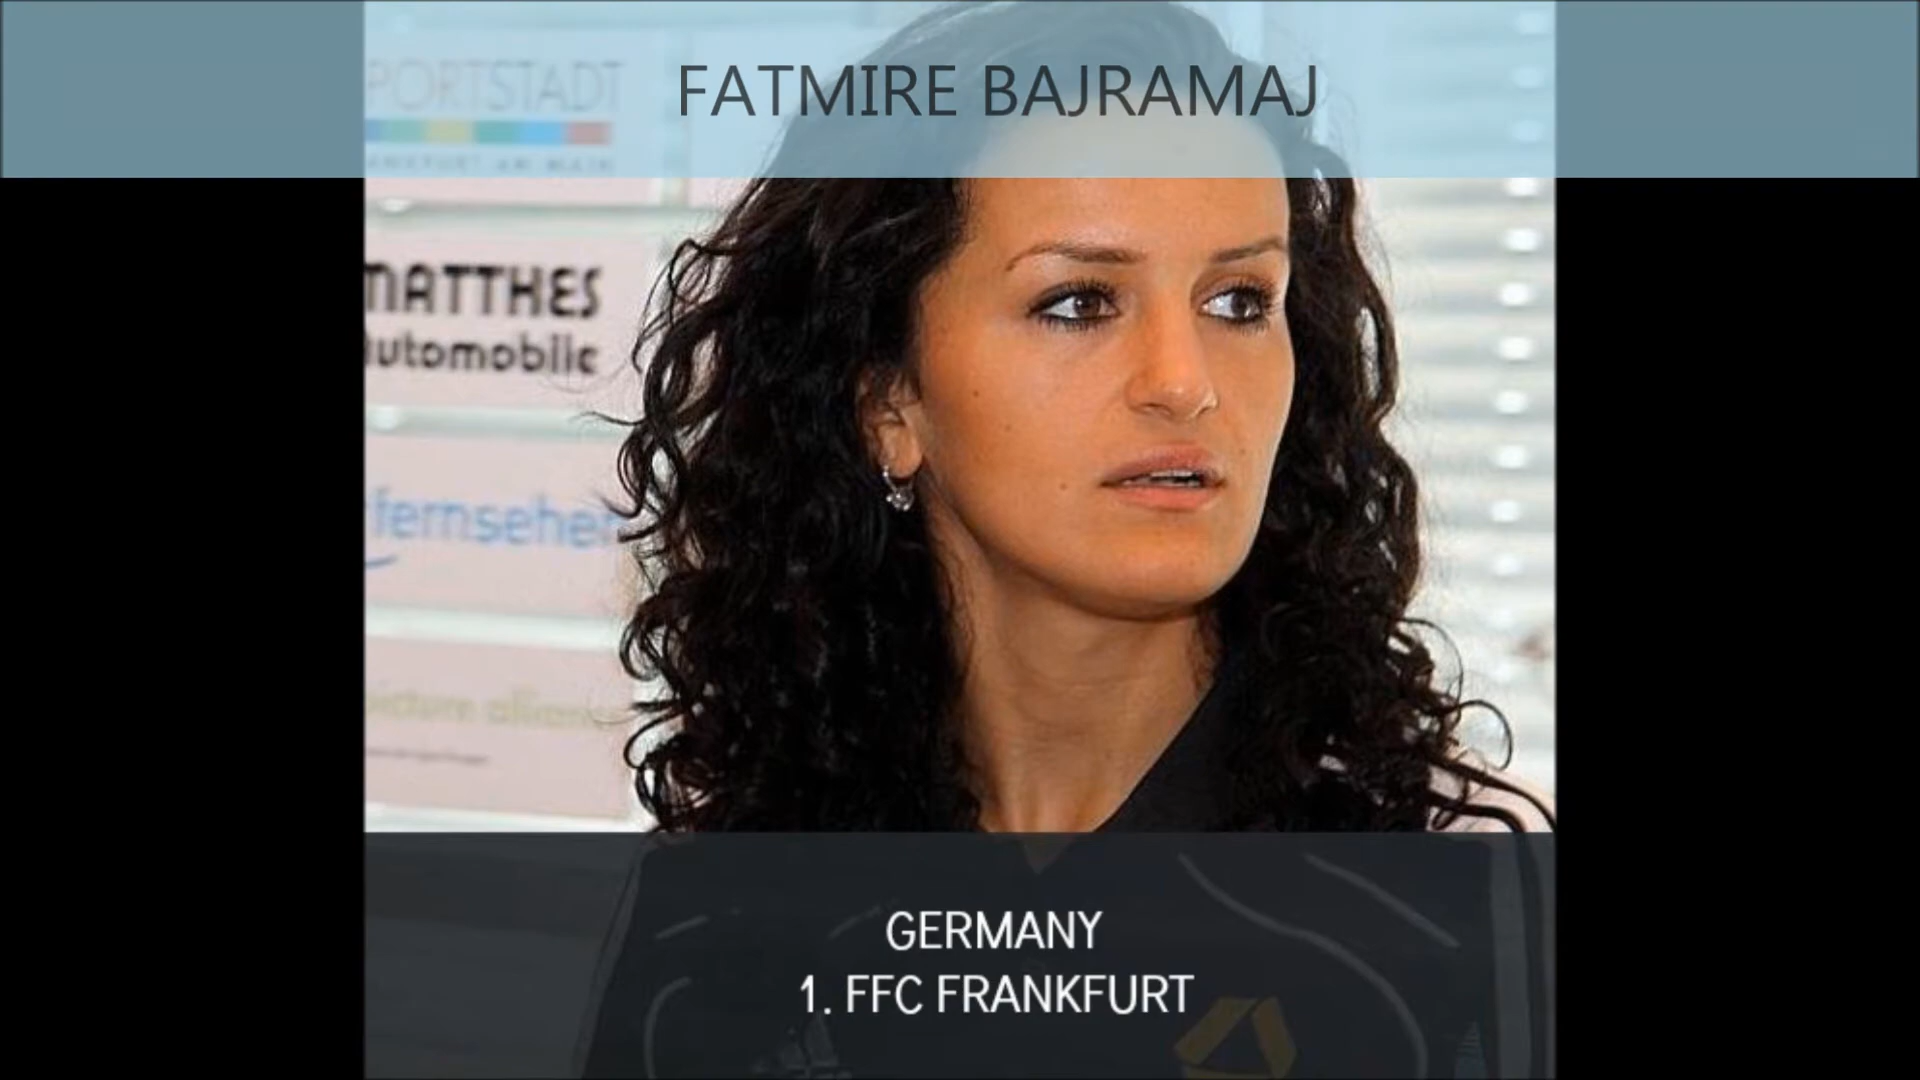 FATMIRE BAJRAMAJ
PORTSTADT
MATTHES
automobile
fernsehen
GERMANY
1. FFC FRANKFURT